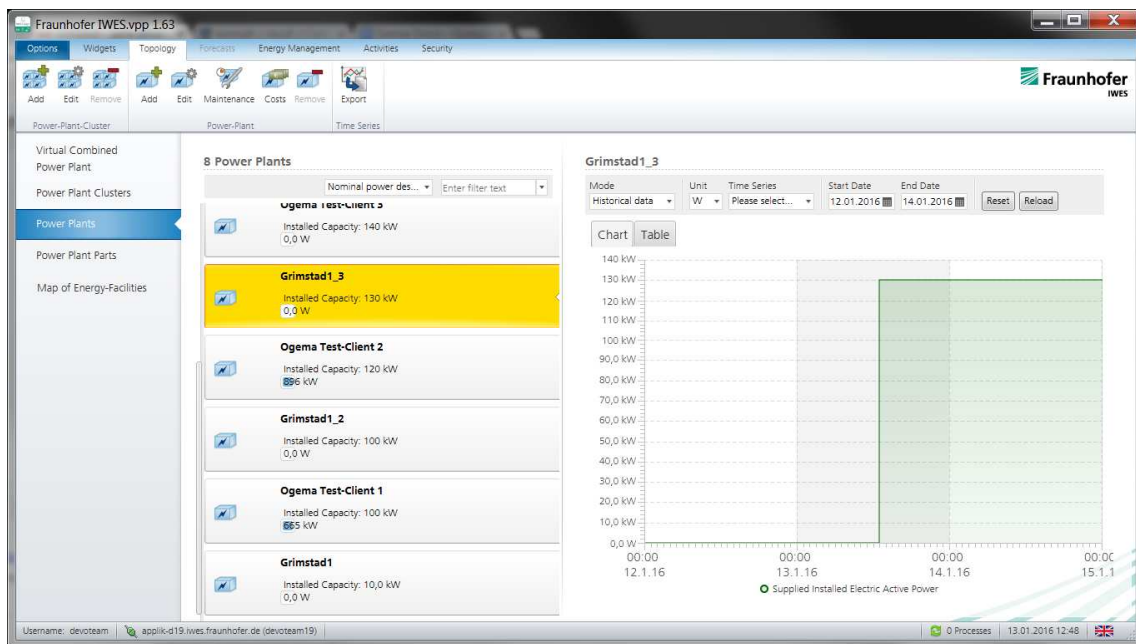 Fraunhofer IWES.vpp 1.63
Options Widgets Topology Forecasts Energy Management Activities Security
Add Edit Remove Add Edit Maintenance Costs Remove Export
Power-Plant-Cluster Power-Plant Time Series
Fraunhofer
IWES
Virtual Combined
Power Plant
Power Plant Clusters
Power Plants
Power Plant Parts
Map of Energy-Facilities
8 Power Plants
Nominal power des... Enter filter text
Ogema Test-Client 3
Installed Capacity: 140 kW
0,0 W
Grimstad1_3
Installed Capacity: 130 kW
0,0 W
Ogema Test-Client 2
Installed Capacity: 120 kW
896 kW
Grimstad1_2
Installed Capacity: 100 kW
0,0 W
Ogema Test-Client 1
Installed Capacity: 100 kW
665 kW
Grimstad1
Installed Capacity: 10,0 kW
0,0 W
Grimstad1_3
Mode Unit Time Series Start Date End Date
Historical data W Please select... 12.01.2016 14.01.2016 Reset Reload
Chart Table
140 kW
130 kW
120 kW
110 kW
100 kW
90,0 kW
80,0 kW
70,0 kW
60,0 kW
50,0 kW
40,0 kW
30,0 kW
20,0 kW
10,0 kW
0,0 W
00:00 00:00 00:00 00:00
12.1.16 13.1.16 14.1.16 15.1.1
Supplied Installed Electric Active Power
Username: devoteam applik-d19.iwes.fraunhofer.de (devoteam19) 0 Processes 13.01.2016 12:48